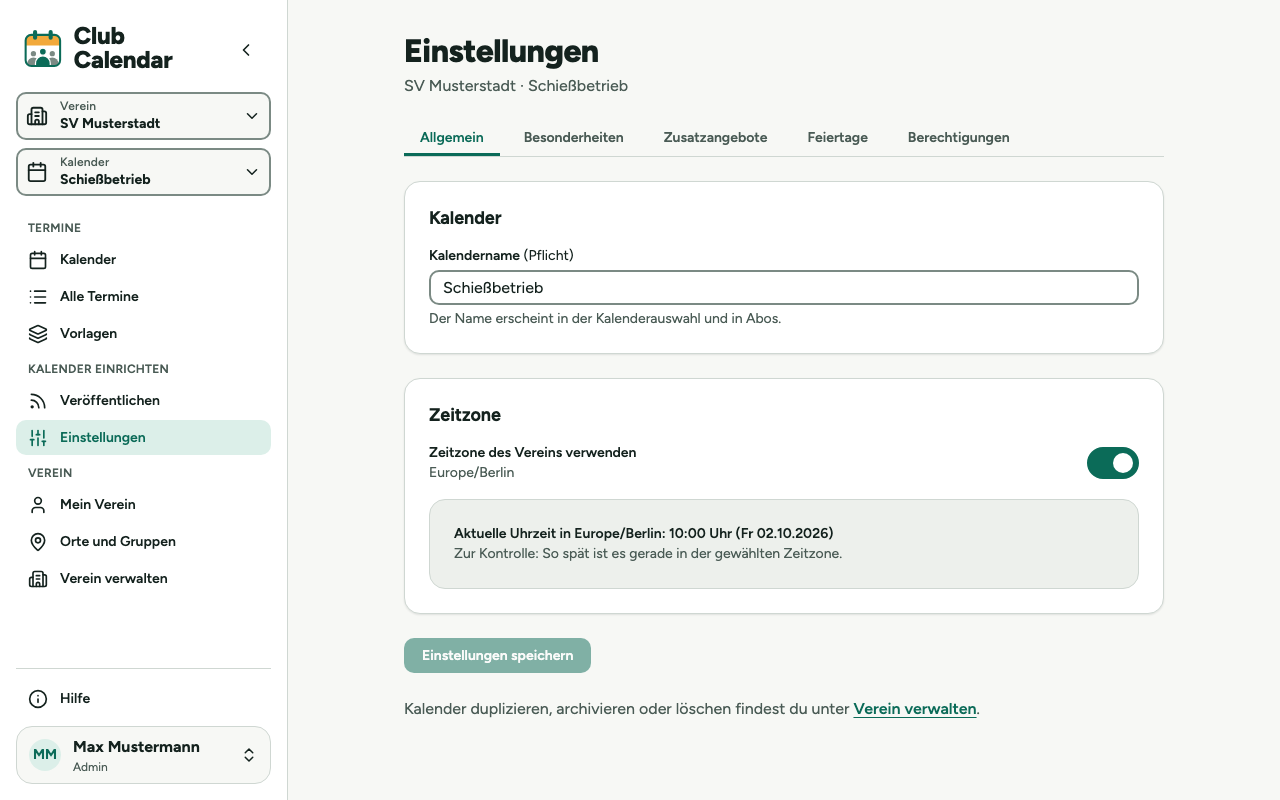 Club
Calendar
Verein
SV Musterstadt
Kalender
Schießbetrieb
TERMINE
Kalender
Alle Termine
Vorlagen
KALENDER EINRICHTEN
Veröffentlichen
Einstellungen
VEREIN
Mein Verein
Orte und Gruppen
Verein verwalten
Hilfe
MM
Max Mustermann
Admin
Einstellungen
SV Musterstadt · Schießbetrieb
Allgemein Besonderheiten Zusatzangebote Feiertage Berechtigungen
Kalender
Kalendername (Pflicht)
Schießbetrieb
Der Name erscheint in der Kalenderauswahl und in Abos.
Zeitzone
Zeitzone des Vereins verwenden
Europe/Berlin
Aktuelle Uhrzeit in Europe/Berlin: 10:00 Uhr (Fr 02.10.2026)
Zur Kontrolle: So spät ist es gerade in der gewählten Zeitzone.
Einstellungen speichern
Kalender duplizieren, archivieren oder löschen findest du unter Verein verwalten.